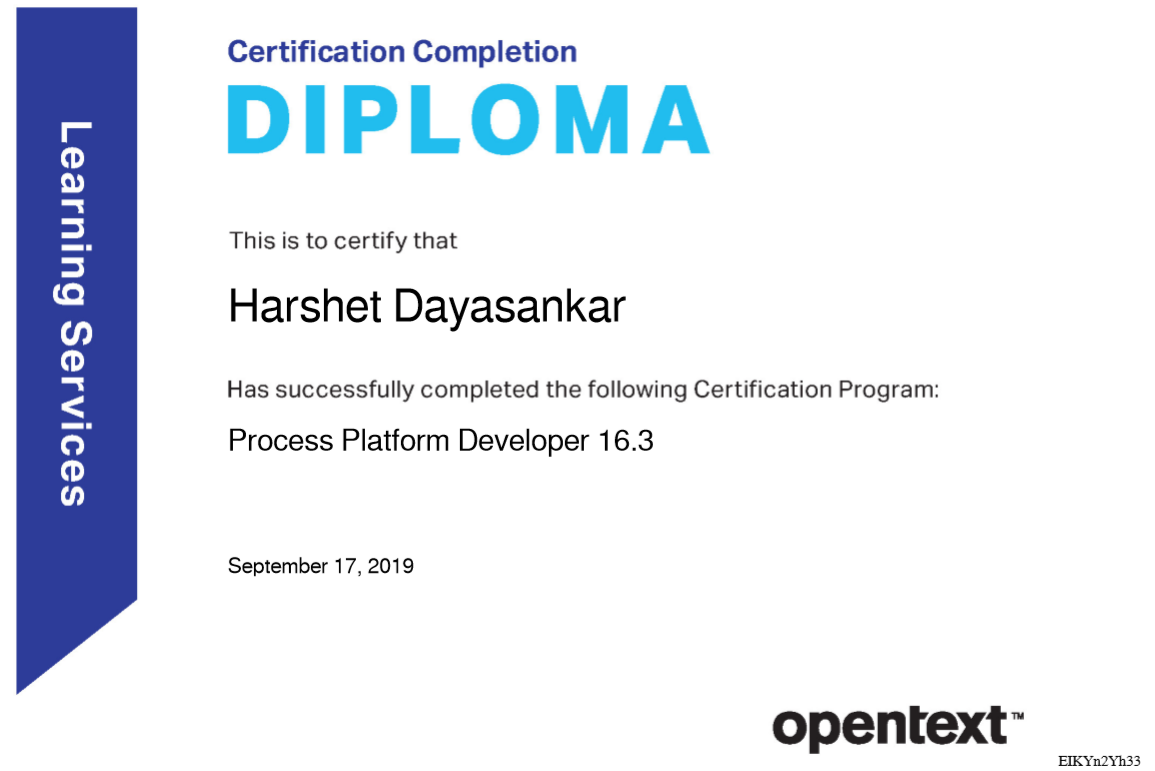 Learning Services
Certification Completion
DIPLOMA
This is to certify that
Harshet Dayasankar
Has successfully completed the following Certification Program:
Process Platform Developer 16.3
September 17, 2019
opentext™
EIKYn2Yh33